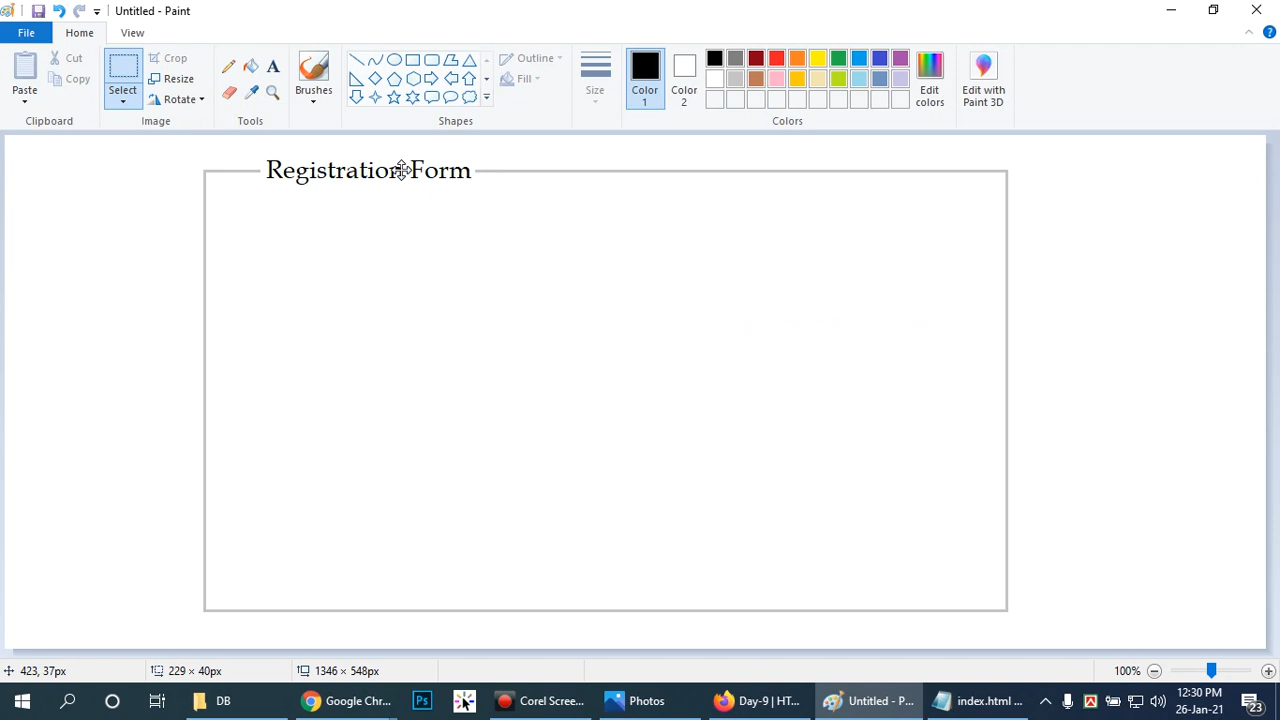 Untitled - Paint
File
Home
View
Paste
Cut
Copy
Clipboard
Select
Crop
Resize
Rotate
Image
A
Tools
Brushes
Shapes
Outline
Fill
Size
Color 1
Color 2
Colors
Edit colors
Edit with Paint 3D
Registration Form
423, 37px
229 × 40px
1346 × 548px
100%
DB
Google Chr...
Ps
Corel Screen...
Photos
Day-9 | HT...
Untitled - P...
index.html ...
12:30 PM
26-Jan-21
23